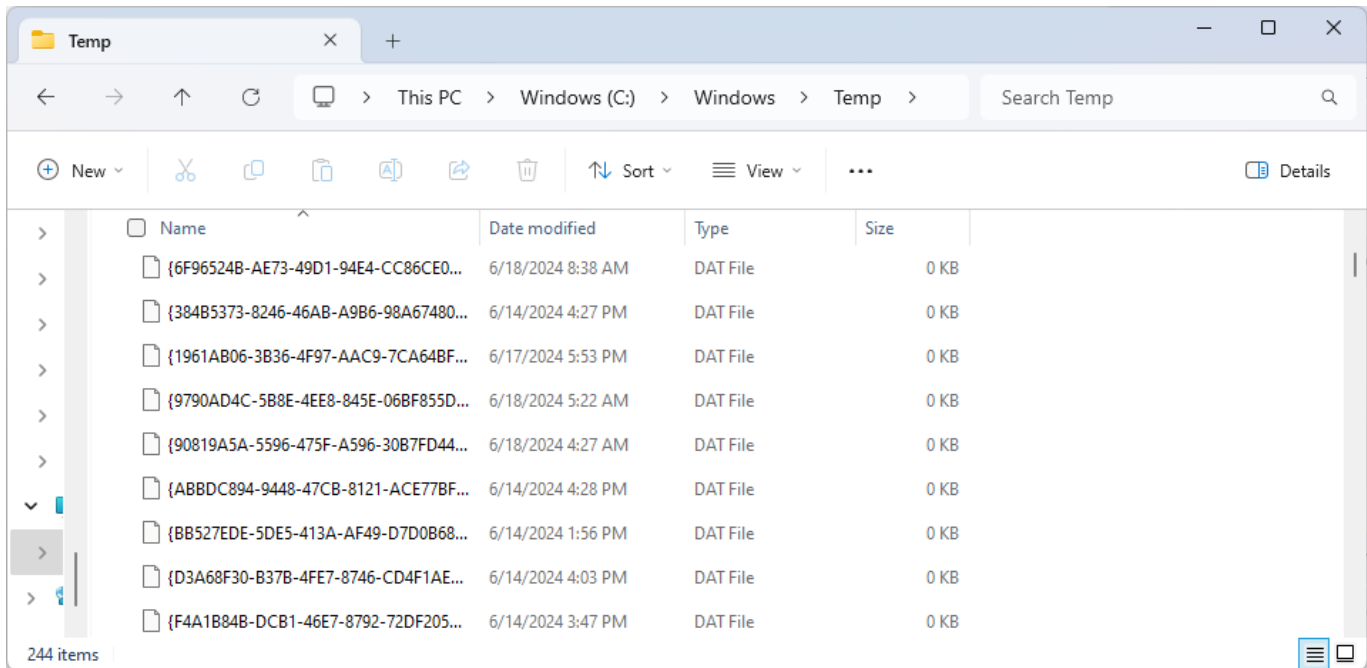 Temp
This PC > Windows (C:) > Windows > Temp >
Search Temp
New
Sort
View
Details
Name Date modified Type Size
{6F96524B-AE73-49D1-94E4-CC86CE0... 6/18/2024 8:38 AM DAT File 0 KB
{384B5373-8246-46AB-A9B6-98A67480... 6/14/2024 4:27 PM DAT File 0 KB
{1961AB06-3B36-4F97-AAC9-7CA64BF... 6/17/2024 5:53 PM DAT File 0 KB
{9790AD4C-5B8E-4EE8-845E-06BF855D... 6/18/2024 5:22 AM DAT File 0 KB
{90819A5A-5596-475F-A596-30B7FD44... 6/18/2024 4:27 AM DAT File 0 KB
{ABBDC894-9448-47CB-8121-ACE77BF... 6/14/2024 4:28 PM DAT File 0 KB
{BB527EDE-5DE5-413A-AF49-D7D0B68... 6/14/2024 1:56 PM DAT File 0 KB
{D3A68F30-B37B-4FE7-8746-CD4F1AE... 6/14/2024 4:03 PM DAT File 0 KB
{F4A1B84B-DCB1-46E7-8792-72DF205... 6/14/2024 3:47 PM DAT File 0 KB
244 items